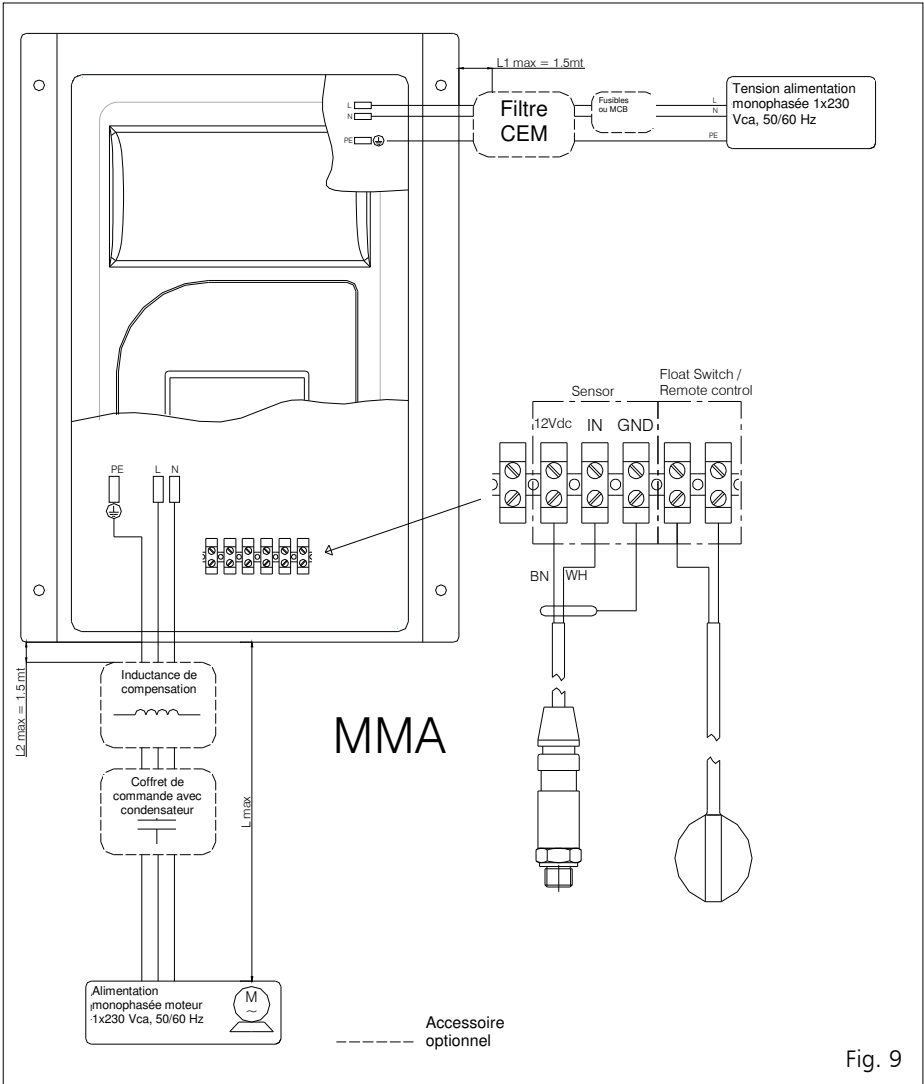 L1 max = 1.5mt
L
N
PE
Filtre
CEM
Fusibles
ou MCB
L
N
PE
Tension alimentation
monophasée 1x230
Vca, 50/60 Hz
Sensor
Float Switch /
Remote control
12Vdc IN GND
PE L N
BN WH
L2 max = 1.5 mt
Inductance de
compensation
MMA
Coffret de
commande avec
condensateur
L max
Alimentation
monophasée moteur
1x230 Vca, 50/60 Hz
M
~
Accessoire
optionnel
Fig. 9